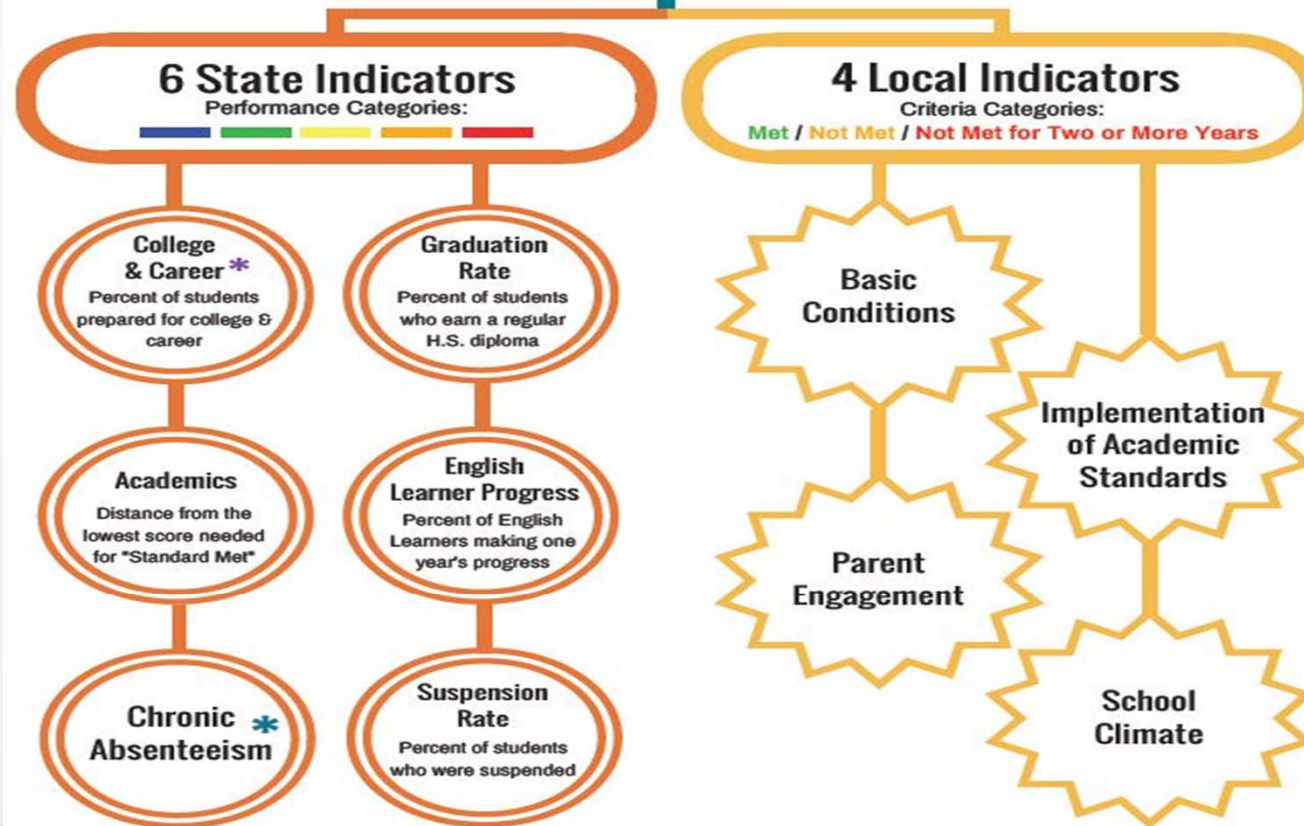 6 State Indicators
Performance Categories:
College
& Career *
Percent of students
prepared for college &
career
Graduation
Rate
Percent of students
who earn a regular
H.S. diploma
Academics
Distance from the
lowest score needed
for "Standard Met"
English
Learner Progress
Percent of English
Learners making one
year's progress
Chronic *
Absenteeism
Suspension
Rate
Percent of students
who were suspended
4 Local Indicators
Criteria Categories:
Met / Not Met / Not Met for Two or More Years
Basic
Conditions
Implementation
of Academic
Standards
Parent
Engagement
School
Climate